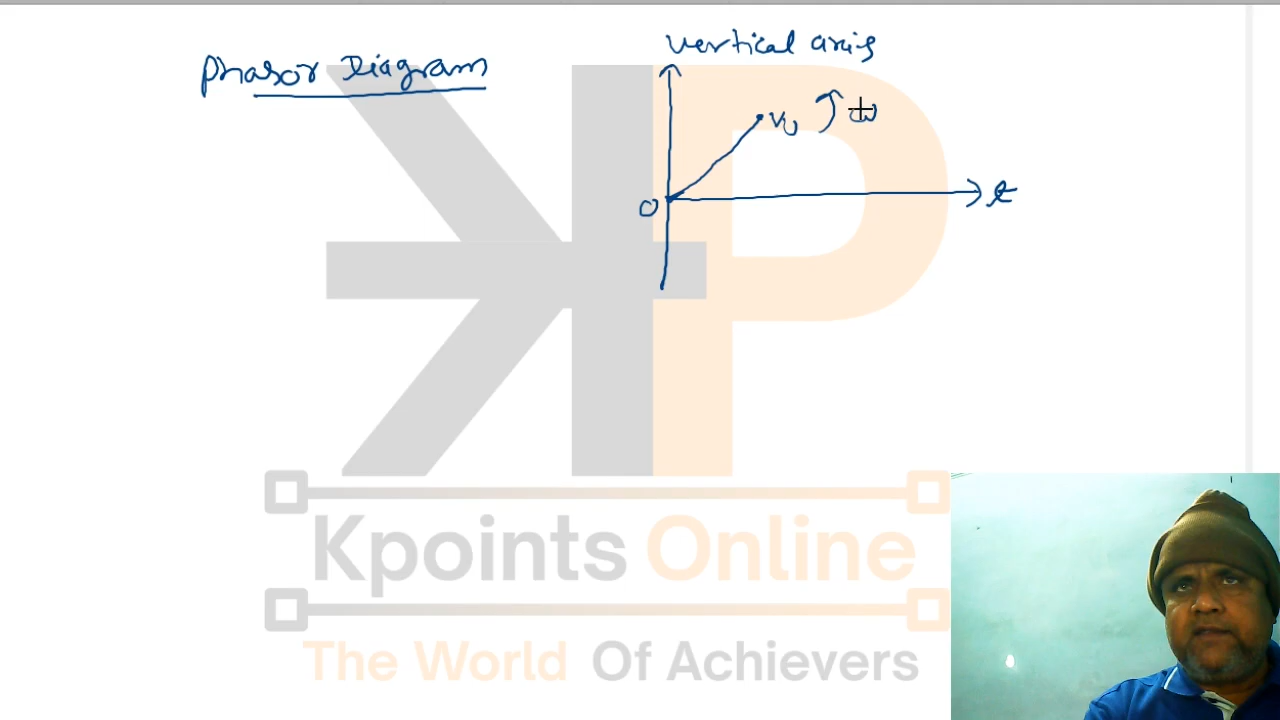 Phasor Diagram
vertical axis
V₀ ω
O t
Kpoints Online
The World Of Achievers